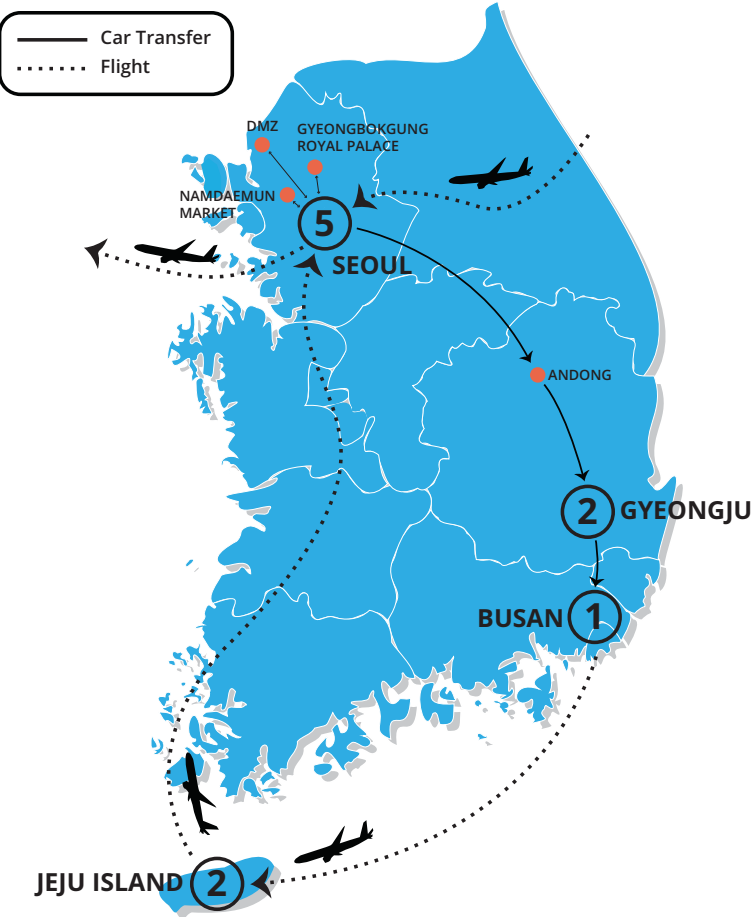 Car Transfer
Flight
DMZ
GYEONGBOKGUNG
ROYAL PALACE
NAMDAEMUN
MARKET
5
SEOUL
ANDONG
2
GYEONGJU
BUSAN
1
JEJU ISLAND
2